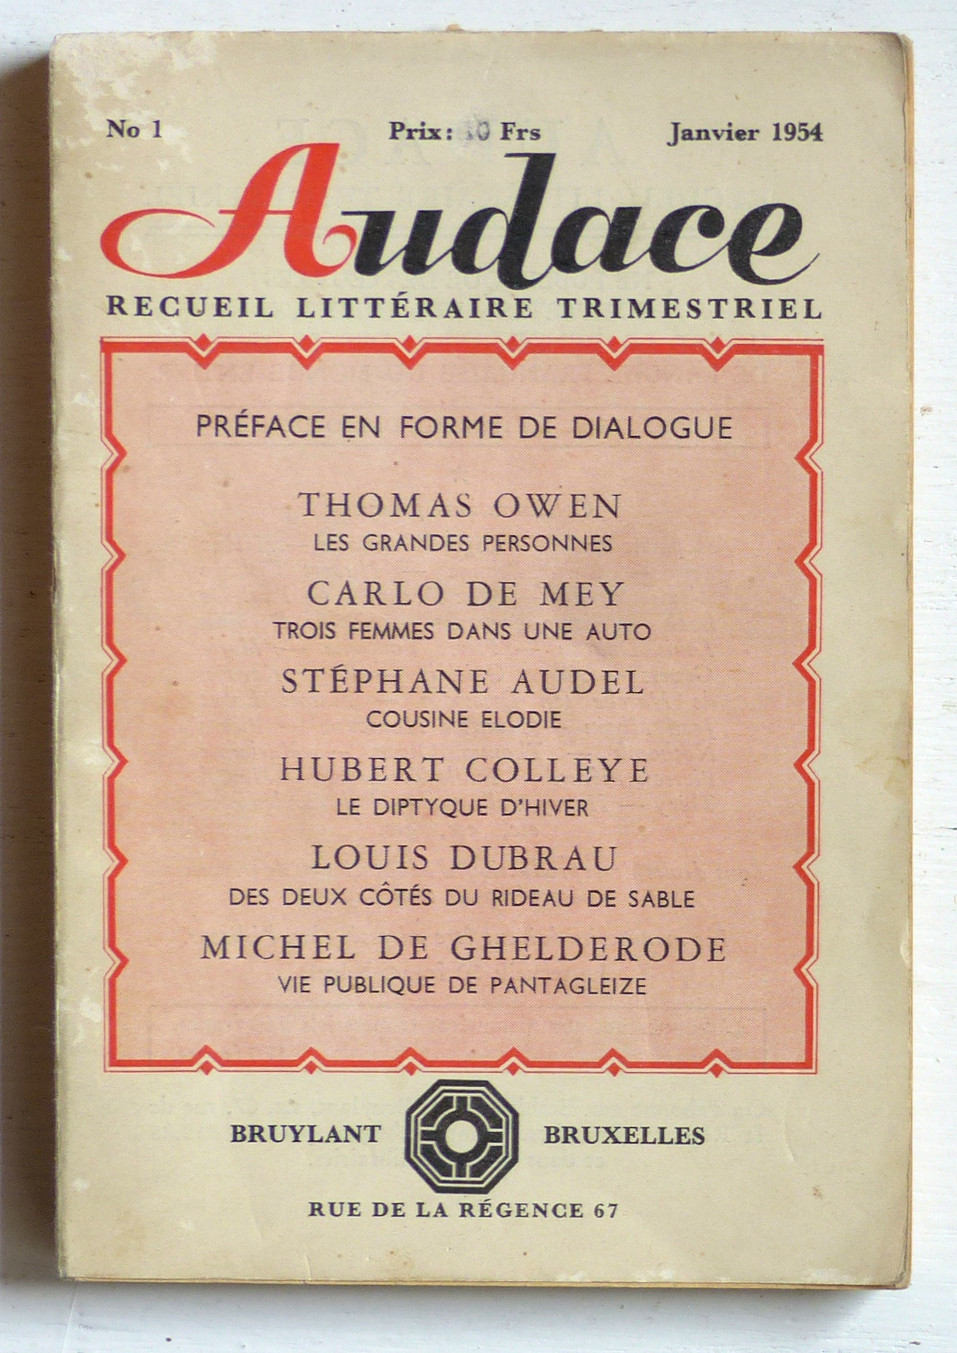 No 1 Prix: Frs Janvier 1954
Audace
RECUEIL LITTÉRAIRE TRIMESTRIEL
PRÉFACE EN FORME DE DIALOGUE
THOMAS OWEN
LES GRANDES PERSONNES
CARLO DE MEY
TROIS FEMMES DANS UNE AUTO
STÉPHANE AUDEL
COUSINE ELODIE
HUBERT COLLEYE
LE DIPTYQUE D'HIVER
LOUIS DUBRAU
DES DEUX CÔTÉS DU RIDEAU DE SABLE
MICHEL DE GHELDERODE
VIE PUBLIQUE DE PANTAGLEIZE
BRUYLANT BRUXELLES
RUE DE LA RÉGENCE 67